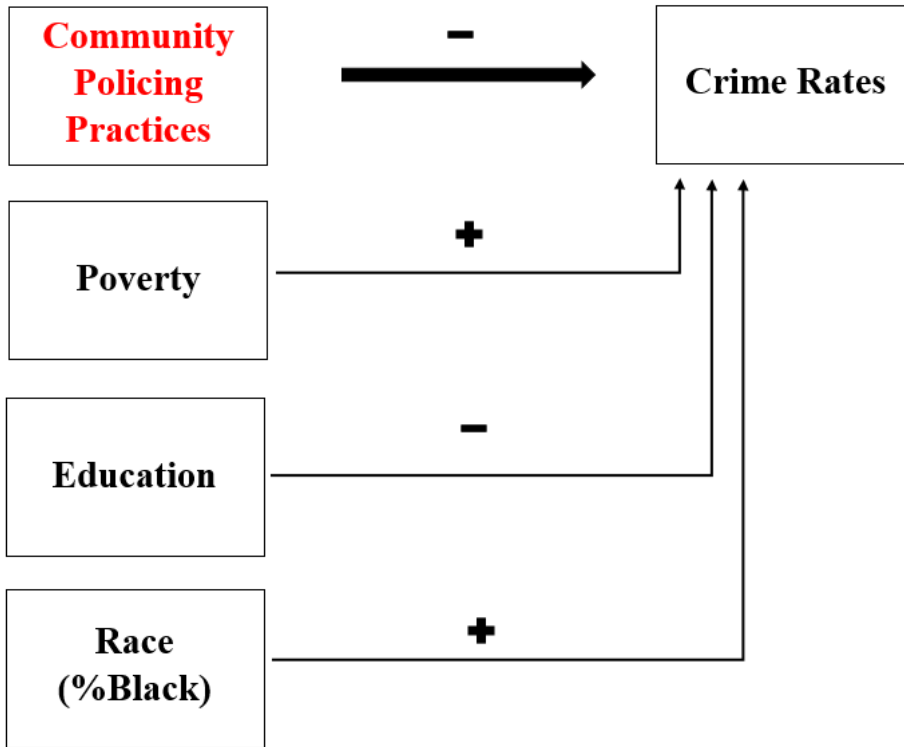 Community
Policing
Practices
−
Crime Rates
+
Poverty
−
Education
+
Race
(%Black)